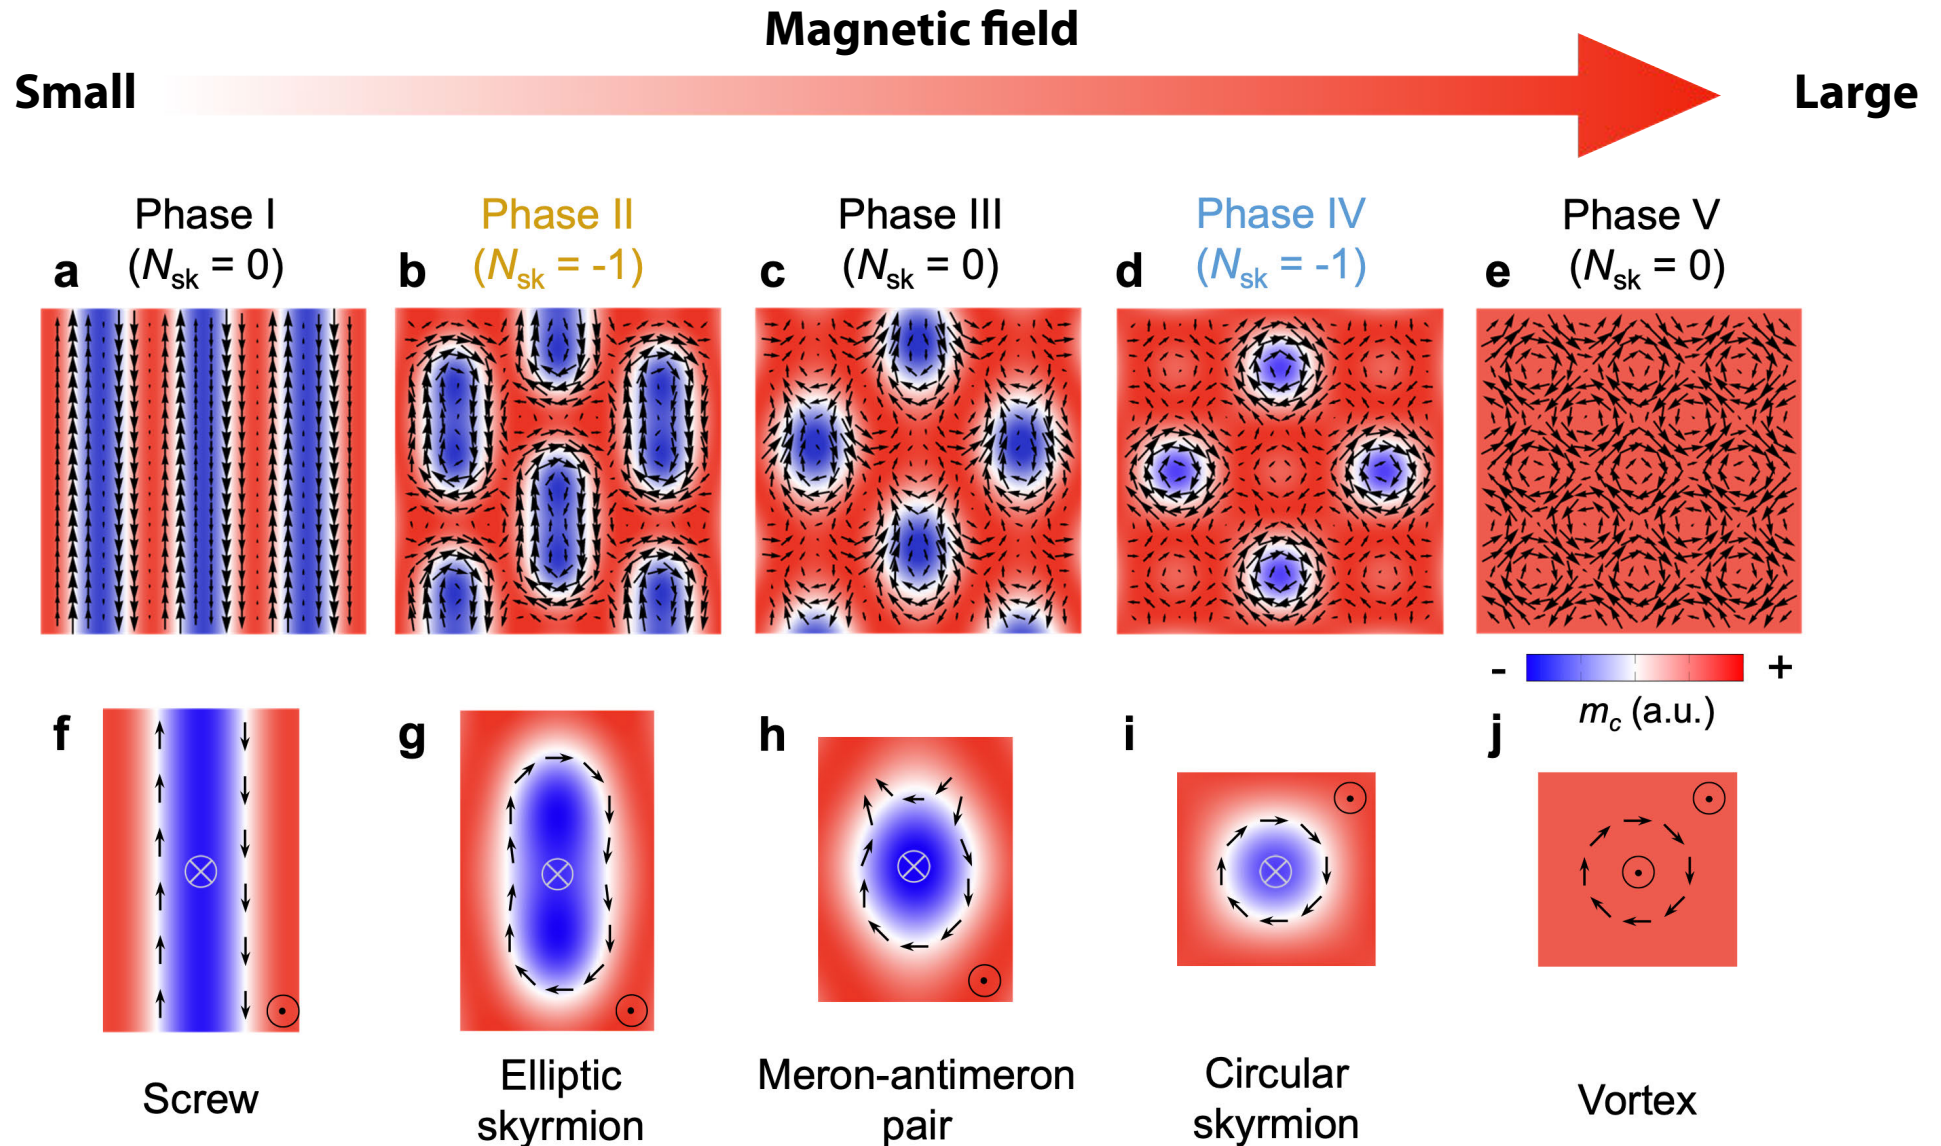 Magnetic field
Small
Large
Phase I
(Nsk = 0)
Phase II
(Nsk = -1)
Phase III
(Nsk = 0)
Phase IV
(Nsk = -1)
Phase V
(Nsk = 0)
a
b
c
d
e
- +
mc (a.u.)
f
g
h
i
j
Screw
Elliptic
skyrmion
Meron-antimeron
pair
Circular
skyrmion
Vortex